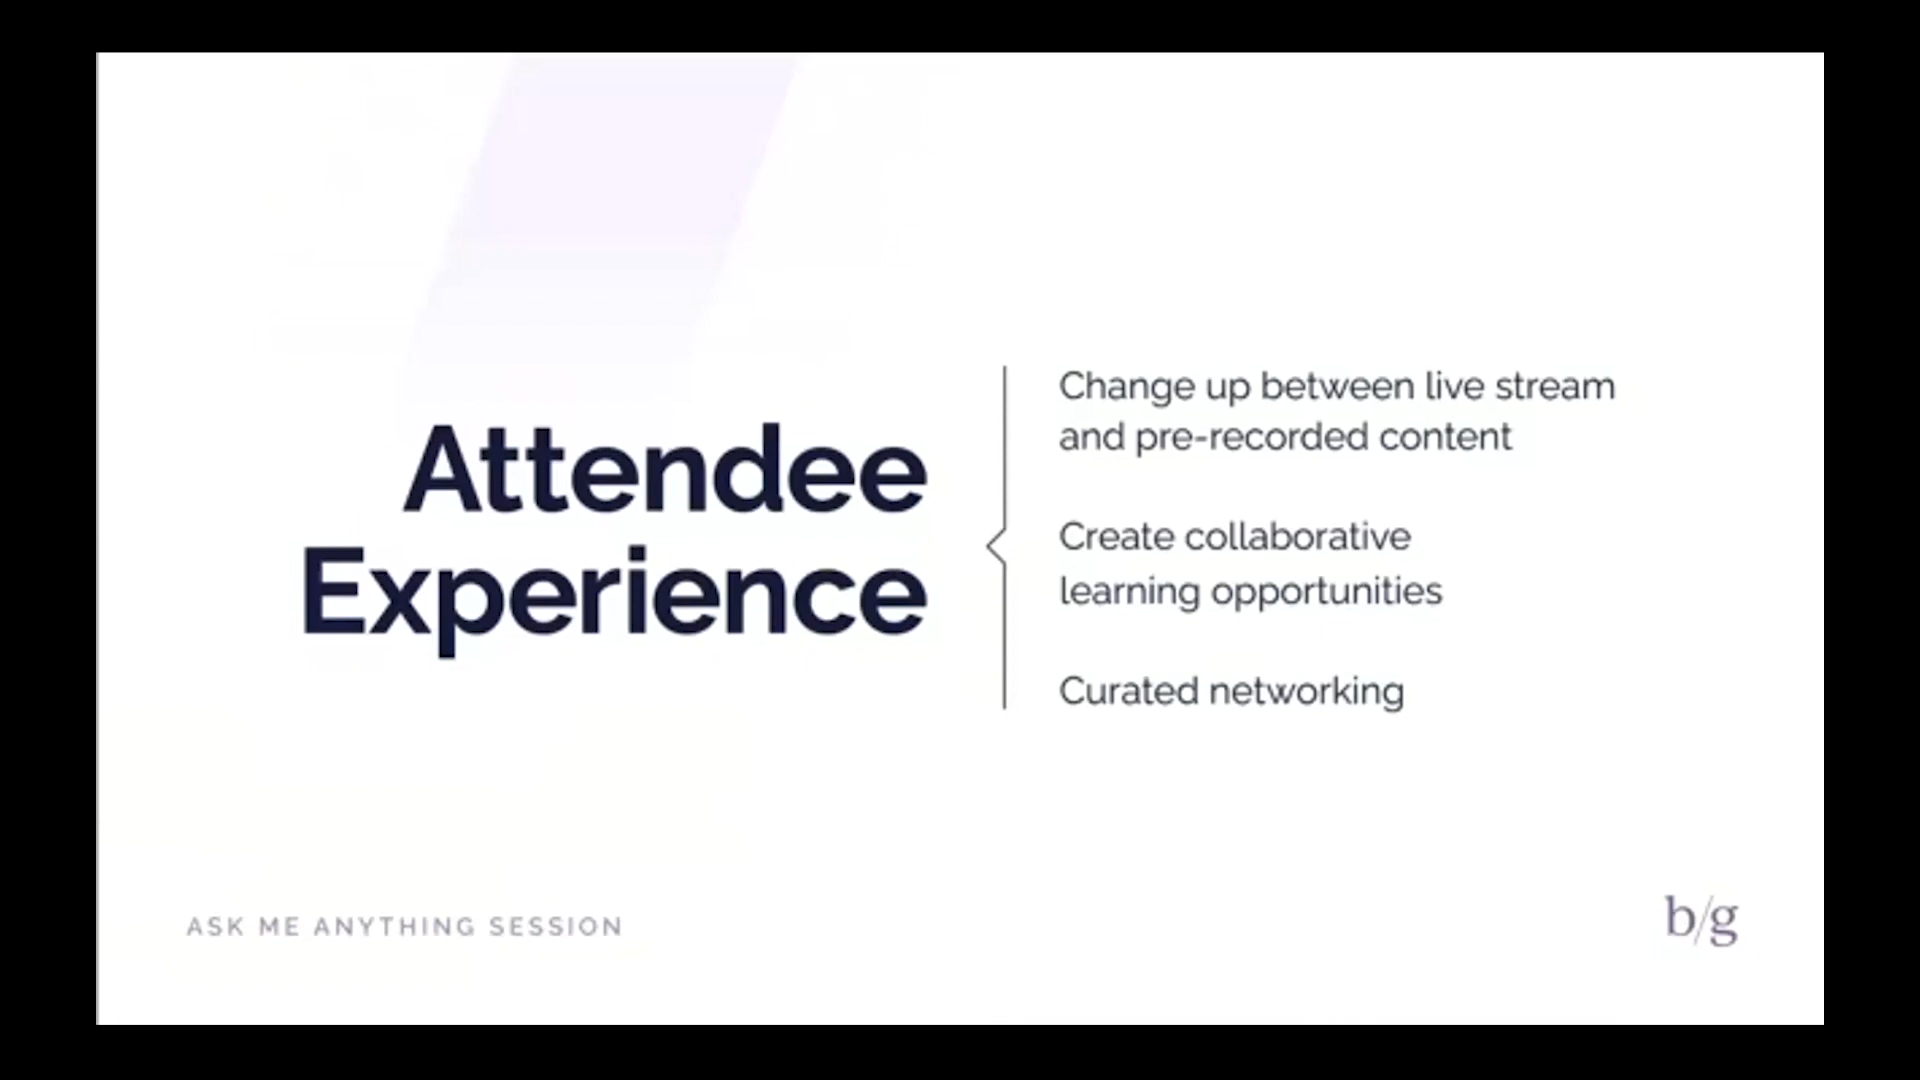 Attendee
Experience
Change up between live stream
and pre-recorded content
Create collaborative
learning opportunities
Curated networking
ASK ME ANYTHING SESSION
b/g